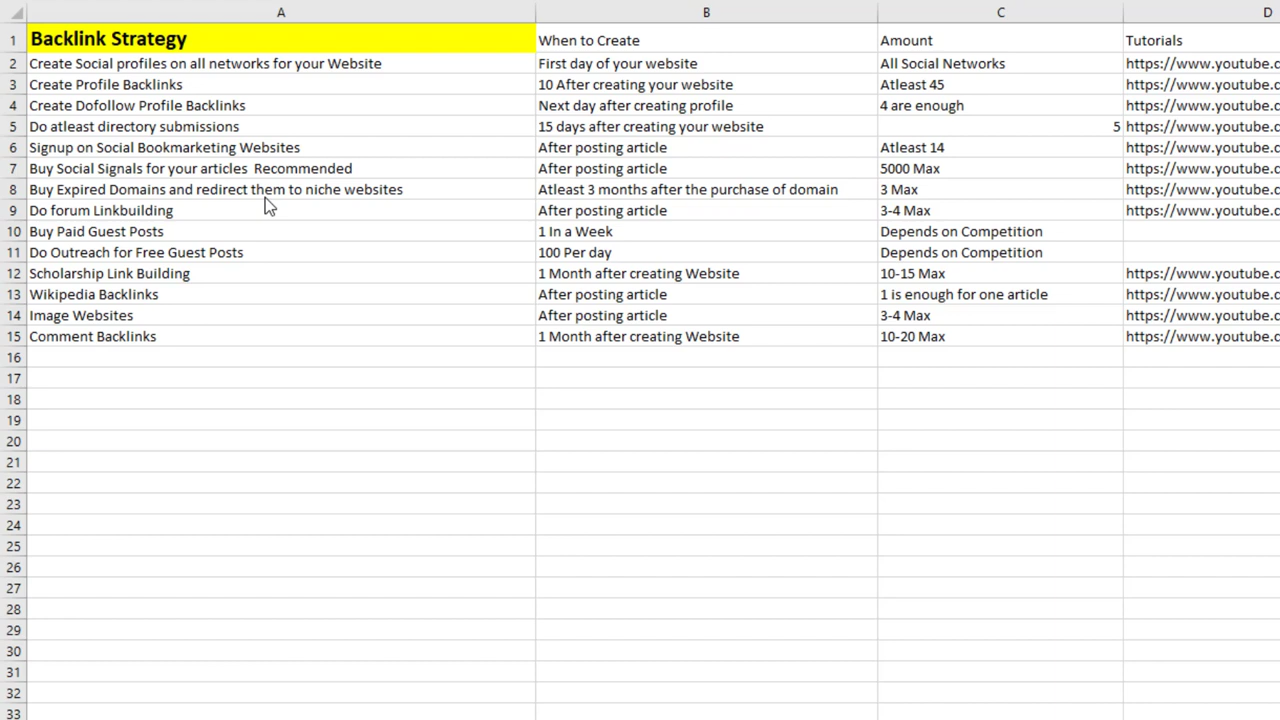 A B C D
1 Backlink Strategy When to Create Amount Tutorials
2 Create Social profiles on all networks for your Website First day of your website All Social Networks https://www.youtube.c
3 Create Profile Backlinks 10 After creating your website Atleast 45 https://www.youtube.c
4 Create Dofollow Profile Backlinks Next day after creating profile 4 are enough https://www.youtube.c
5 Do atleast directory submissions 15 days after creating your website 5 https://www.youtube.c
6 Signup on Social Bookmarketing Websites After posting article Atleast 14 https://www.youtube.c
7 Buy Social Signals for your articles  Recommended After posting article 5000 Max https://www.youtube.c
8 Buy Expired Domains and redirect them to niche websites Atleast 3 months after the purchase of domain 3 Max https://www.youtube.c
9 Do forum Linkbuilding After posting article 3-4 Max https://www.youtube.c
10 Buy Paid Guest Posts 1 In a Week Depends on Competition
11 Do Outreach for Free Guest Posts 100 Per day Depends on Competition
12 Scholarship Link Building 1 Month after creating Website 10-15 Max https://www.youtube.c
13 Wikipedia Backlinks After posting article 1 is enough for one article https://www.youtube.c
14 Image Websites After posting article 3-4 Max https://www.youtube.c
15 Comment Backlinks 1 Month after creating Website 10-20 Max https://www.youtube.c
16
17
18
19
20
21
22
23
24
25
26
27
28
29
30
31
32
33